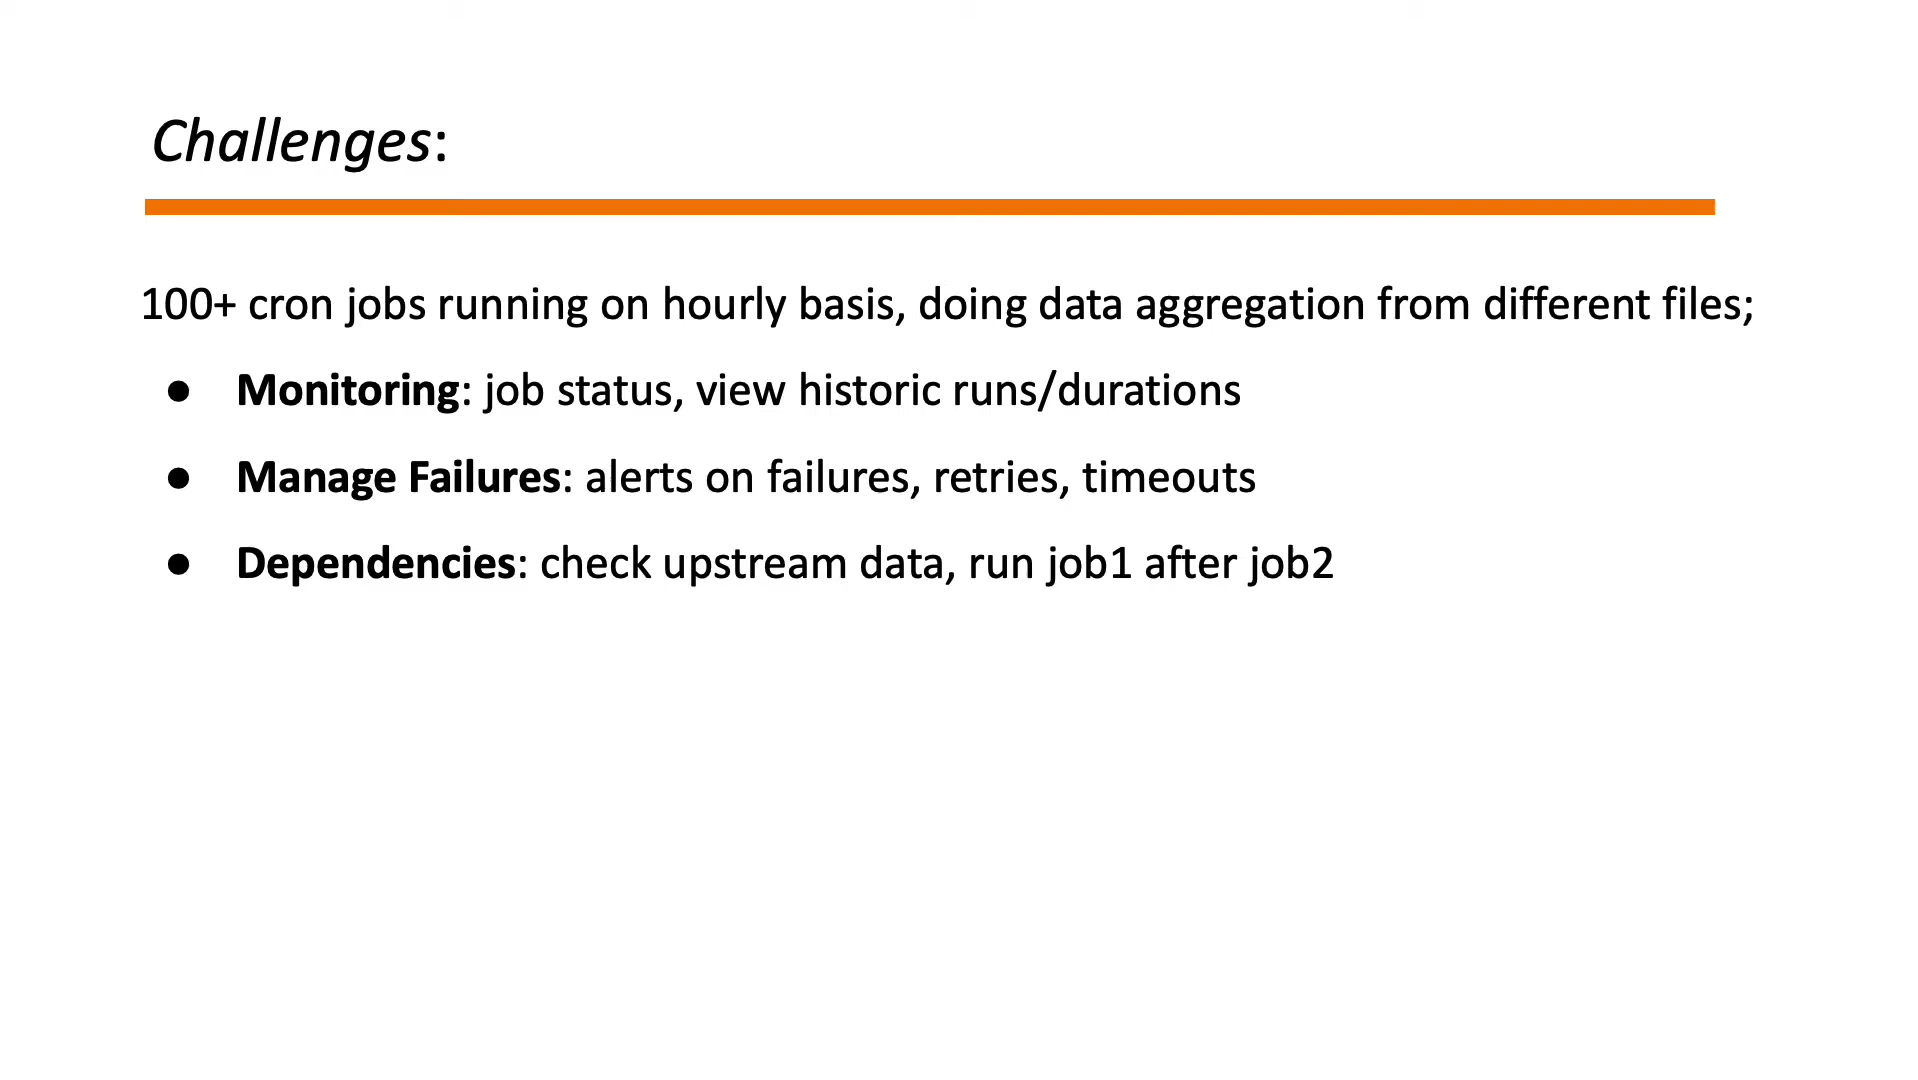 Challenges:
100+ cron jobs running on hourly basis, doing data aggregation from different files;
● Monitoring: job status, view historic runs/durations
● Manage Failures: alerts on failures, retries, timeouts
● Dependencies: check upstream data, run job1 after job2